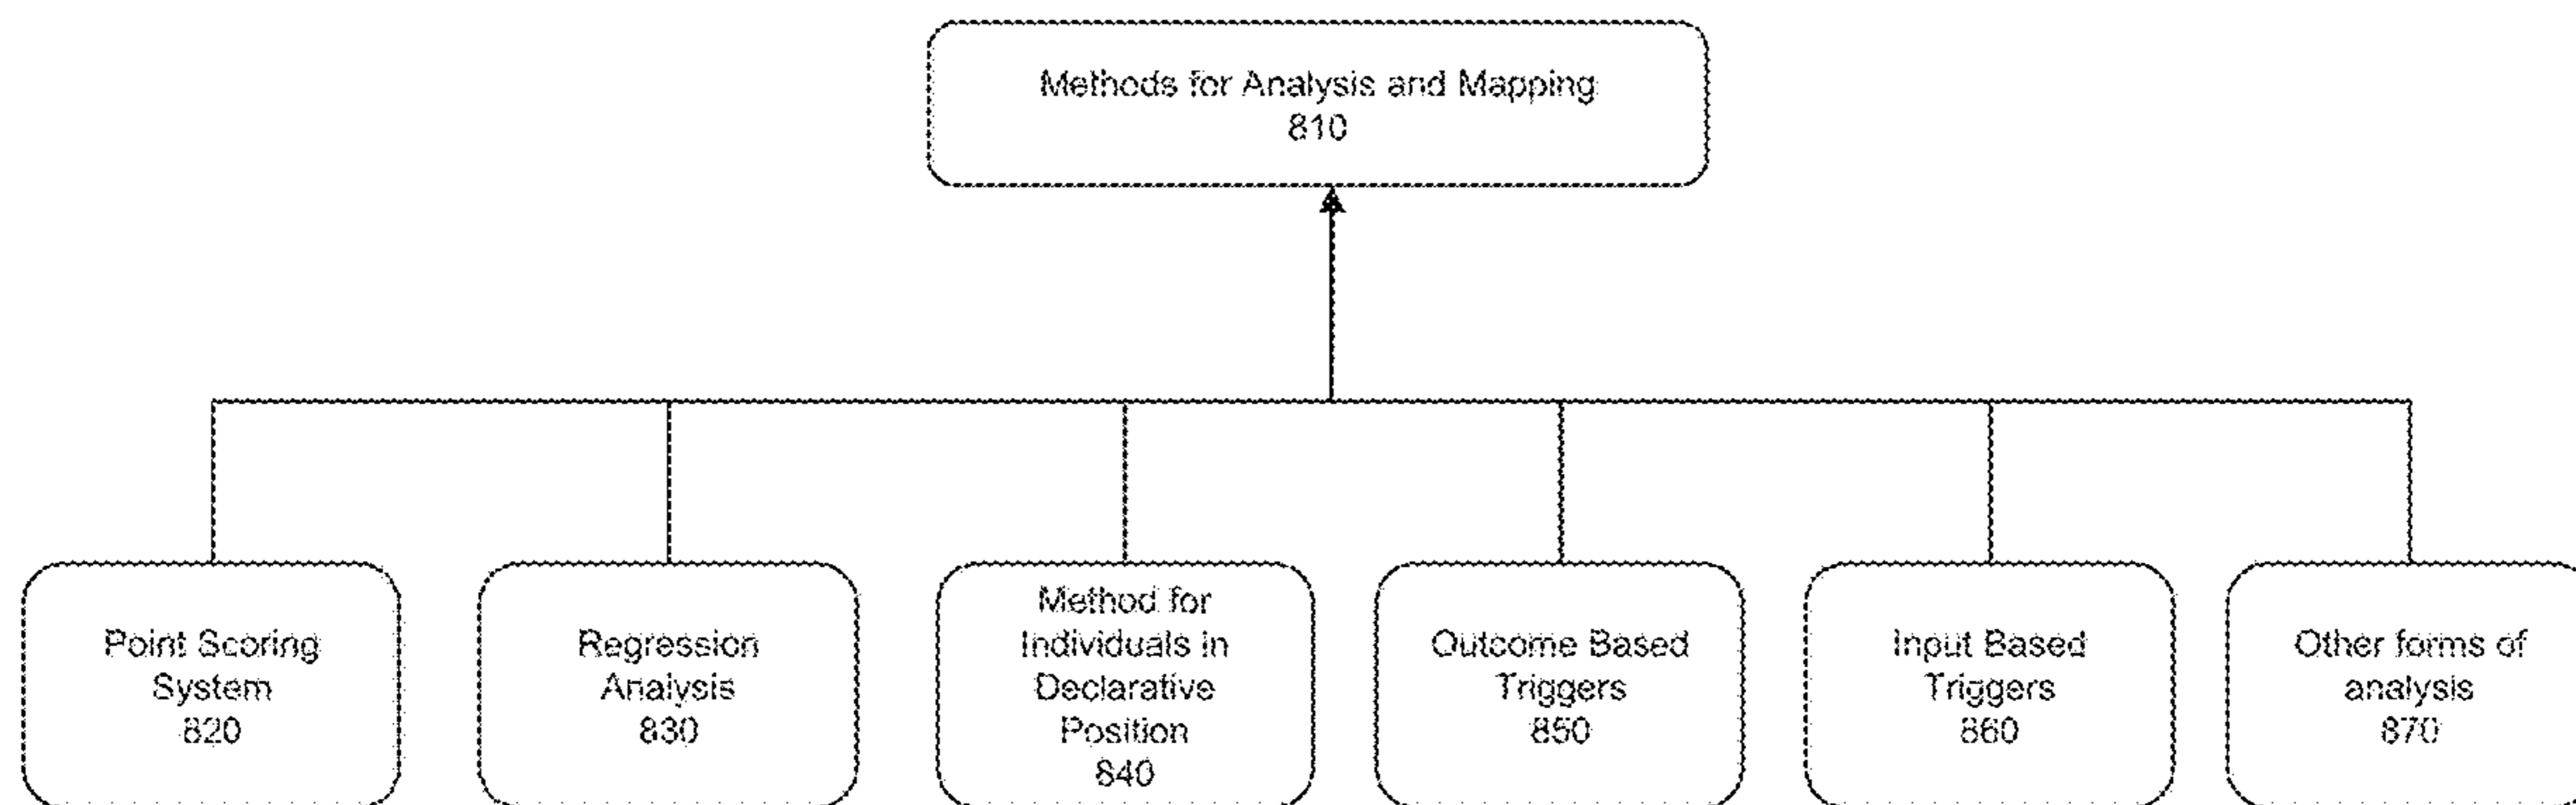 Methods for Analysis and Mapping
810
Point Scoring
System
820
Regression
Analysis
830
Method for
Individuals in
Declarative
Position
840
Outcome Based
Triggers
850
Input Based
Triggers
860
Other forms of
analysis
870